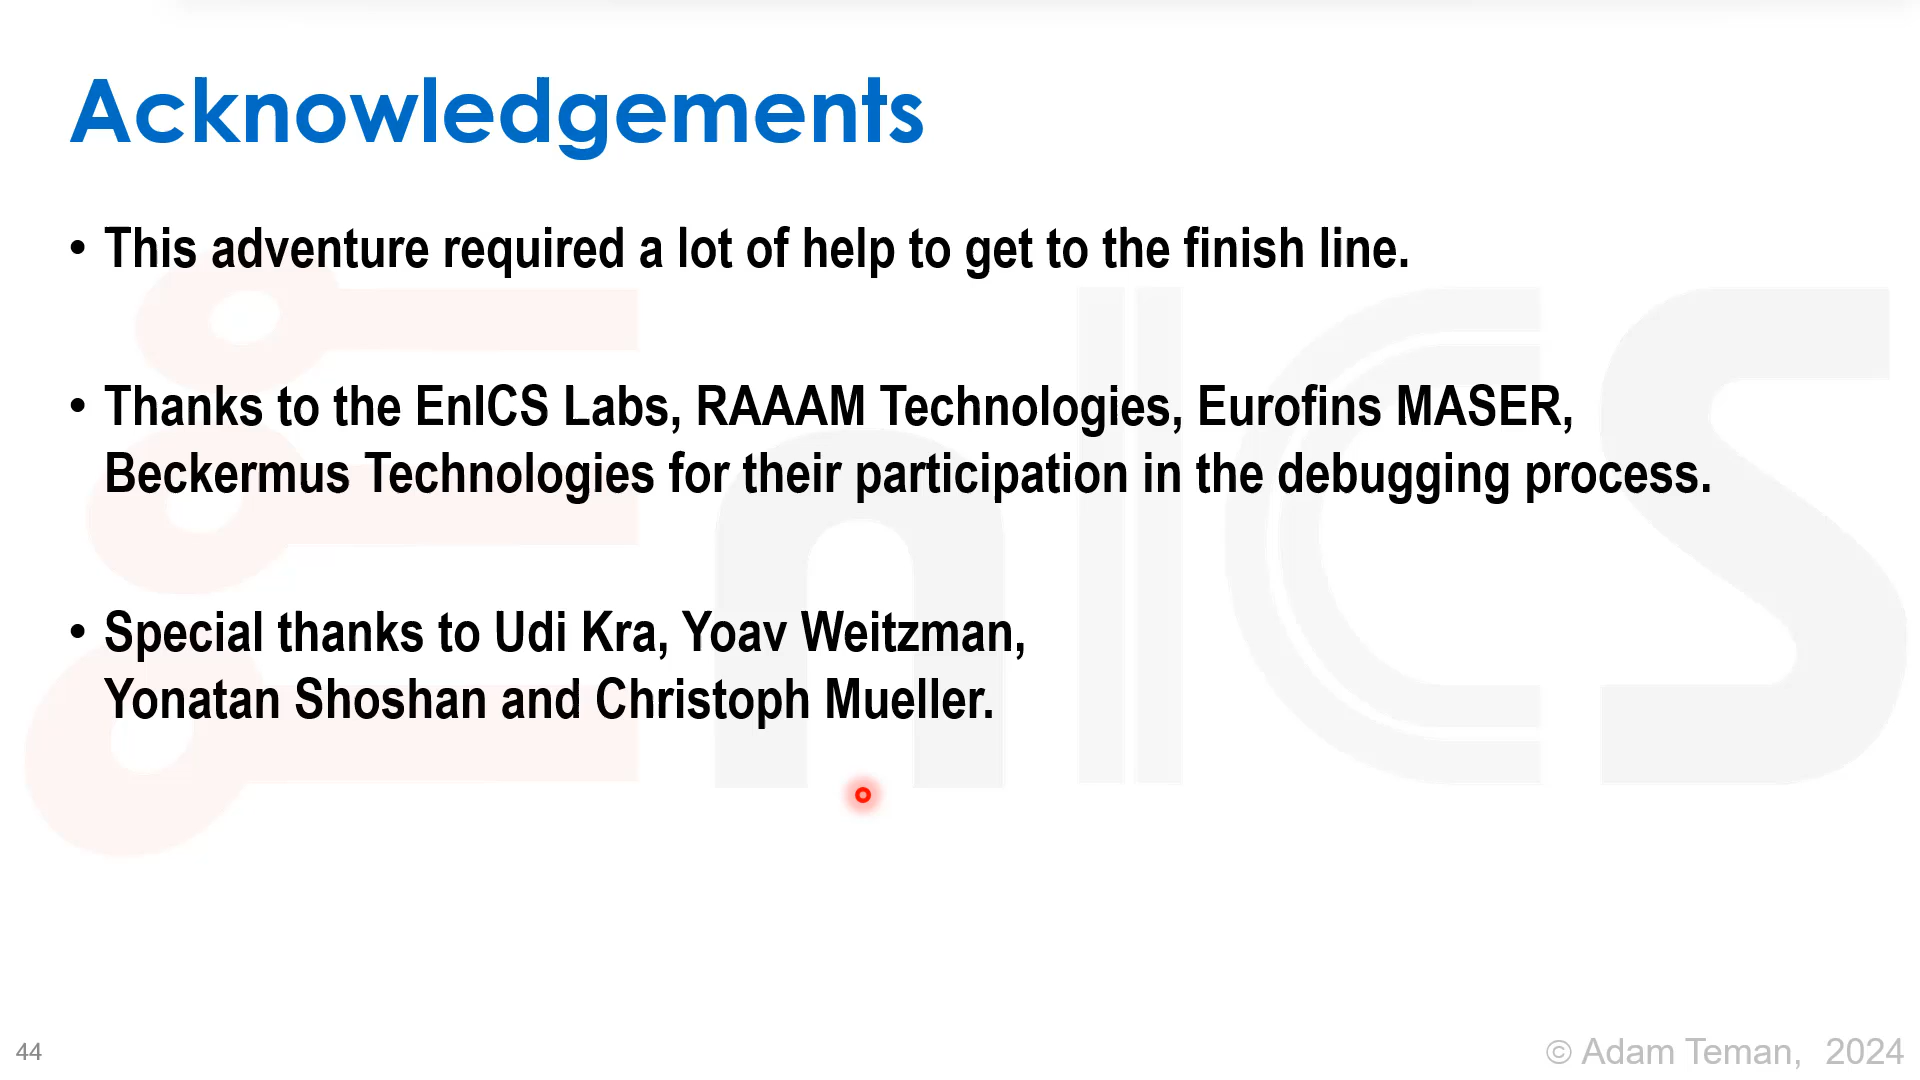 Acknowledgements
• This adventure required a lot of help to get to the finish line.
• Thanks to the EnICS Labs, RAAAM Technologies, Eurofins MASER,
Beckermus Technologies for their participation in the debugging process.
• Special thanks to Udi Kra, Yoav Weitzman,
Yonatan Shoshan and Christoph Mueller.
EnICS
44
© Adam Teman, 2024